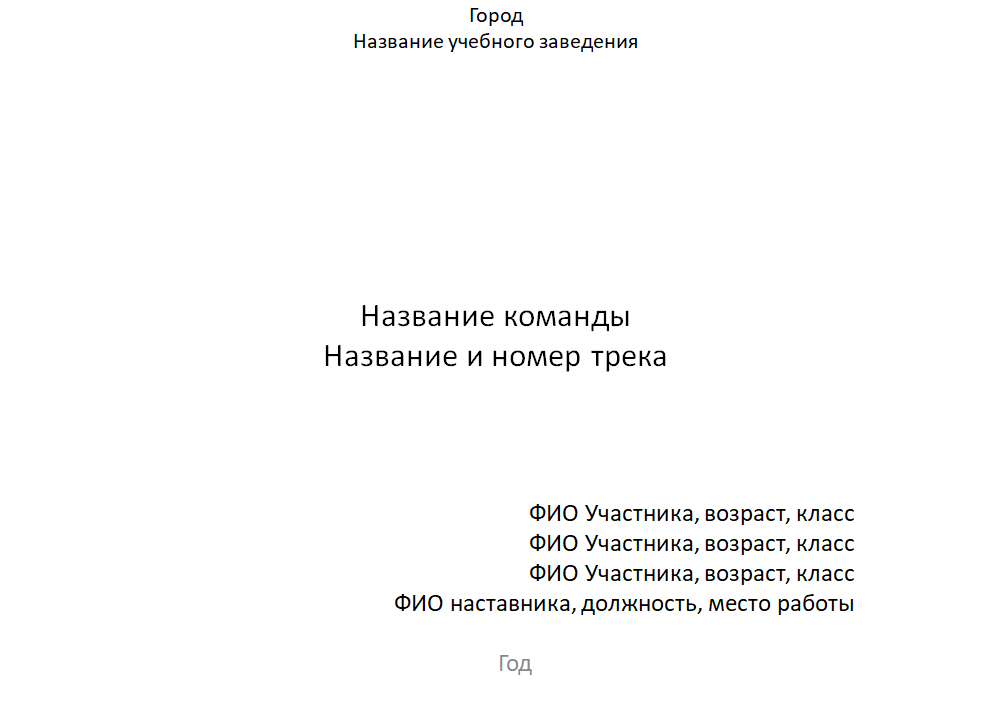 Город
Название учебного заведения
Название команды
Название и номер трека
ФИО Участника, возраст, класс
ФИО Участника, возраст, класс
ФИО Участника, возраст, класс
ФИО наставника, должность, место работы
Год